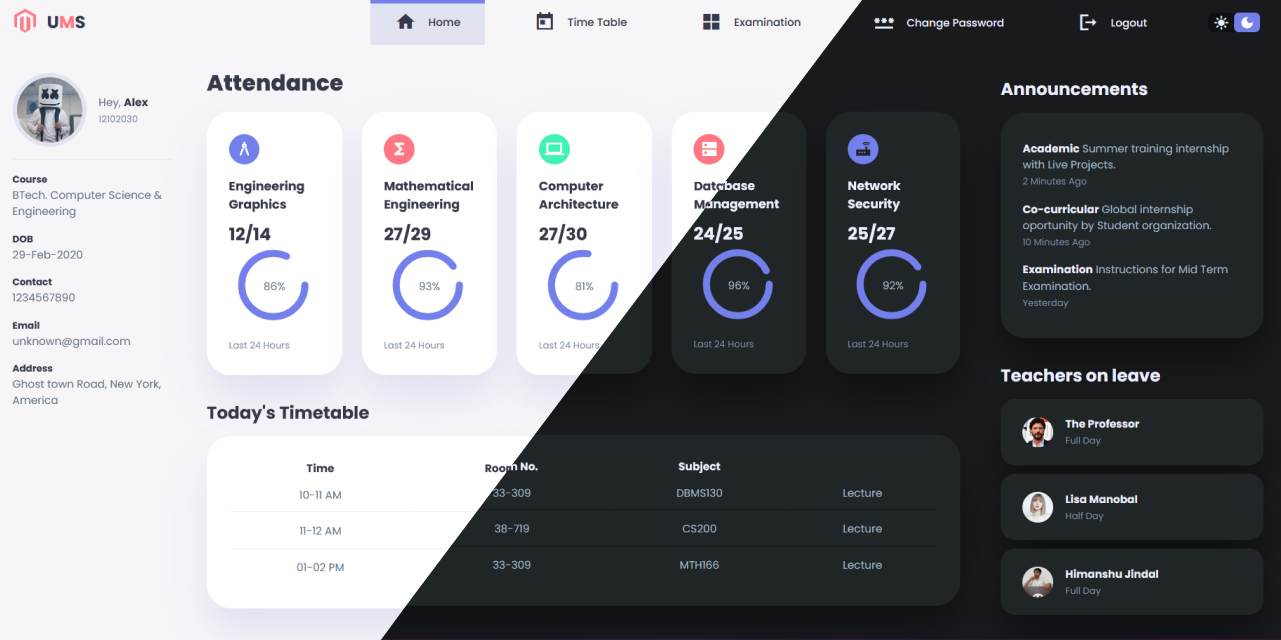 UMS
Home
Time Table
Examination
Change Password
Logout
Hey, Alex
12102030
Course
BTech. Computer Science &
Engineering
DOB
29-Feb-2020
Contact
1234567890
Email
unknown@gmail.com
Address
Ghost town Road, New York,
America
Attendance
Engineering
Graphics
12/14
86%
Last 24 Hours
Mathematical
Engineering
27/29
93%
Last 24 Hours
Computer
Architecture
27/30
81%
Last 24 Hours
Database
Management
24/25
96%
Last 24 Hours
Network
Security
25/27
92%
Last 24 Hours
Today's Timetable
Time Room No. Subject
10-11 AM 33-309 DBMS130 Lecture
11-12 AM 38-719 CS200 Lecture
01-02 PM 33-309 MTH166 Lecture
Announcements
Academic Summer training internship
with Live Projects.
2 Minutes Ago
Co-curricular Global internship
oportunity by Student organization.
10 Minutes Ago
Examination Instructions for Mid Term
Examination.
Yesterday
Teachers on leave
The Professor
Full Day
Lisa Manobal
Half Day
Himanshu Jindal
Full Day